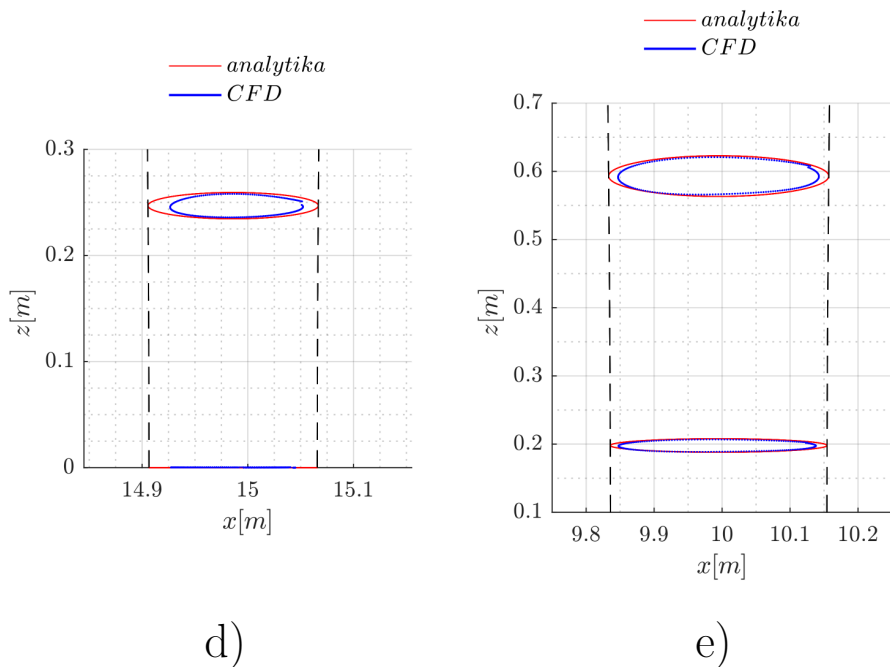 analytika
CFD
0.3
0.2
0.1
0
z[m]
14.9
15
15.1
x[m]
d)
analytika
CFD
0.7
0.6
0.5
0.4
0.3
0.2
0.1
z[m]
9.8
9.9
10
10.1
10.2
x[m]
e)